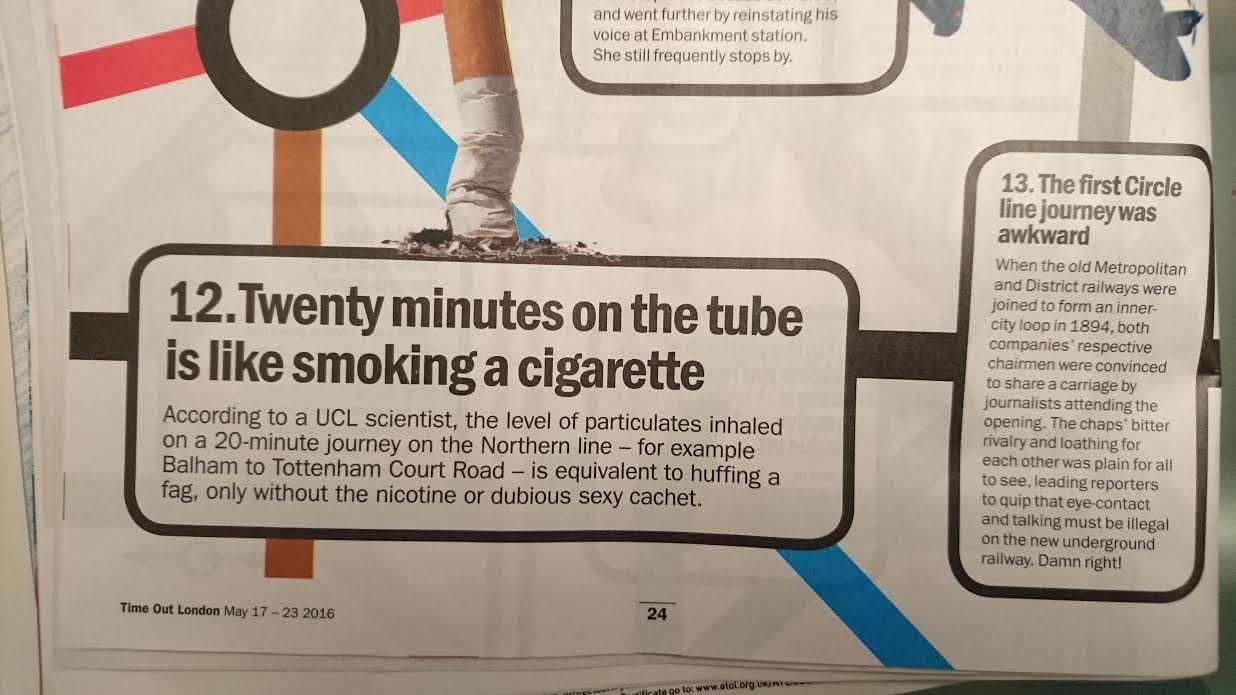 and went further by reinstating his
voice at Embankment station.
She still frequently stops by.
12. Twenty minutes on the tube
is like smoking a cigarette
According to a UCL scientist, the level of particulates inhaled
on a 20-minute journey on the Northern line – for example
Balham to Tottenham Court Road – is equivalent to huffing a
fag, only without the nicotine or dubious sexy cachet.
13. The first Circle
line journey was
awkward
When the old Metropolitan
and District railways were
joined to form an inner-
city loop in 1894, both
companies' respective
chairmen were convinced
to share a carriage by
journalists attending the
opening. The chaps' bitter
rivalry and loathing for
each other was plain for all
to see, leading reporters
to quip that eye-contact
and talking must be illegal
on the new underground
railway. Damn right!
Time Out London May 17 – 23 2016
24
go to: www.atol.org.uk/